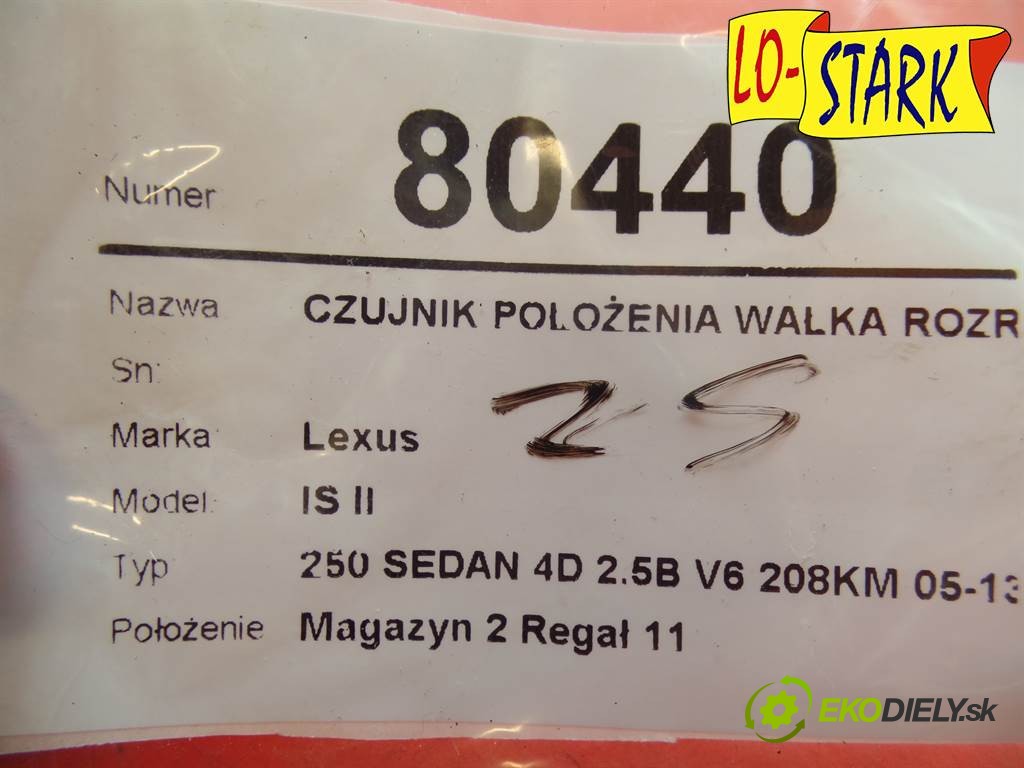 LO-STARK
Numer 80440
Nazwa CZUJNIK POŁOŻENIA WAŁKA ROZR
Sn:
25
Marka Lexus
Model: IS II
Typ 250 SEDAN 4D 2.5B V6 208KM 05-13
Położenie Magazyn 2 Regał 11
EKODIELY.sk